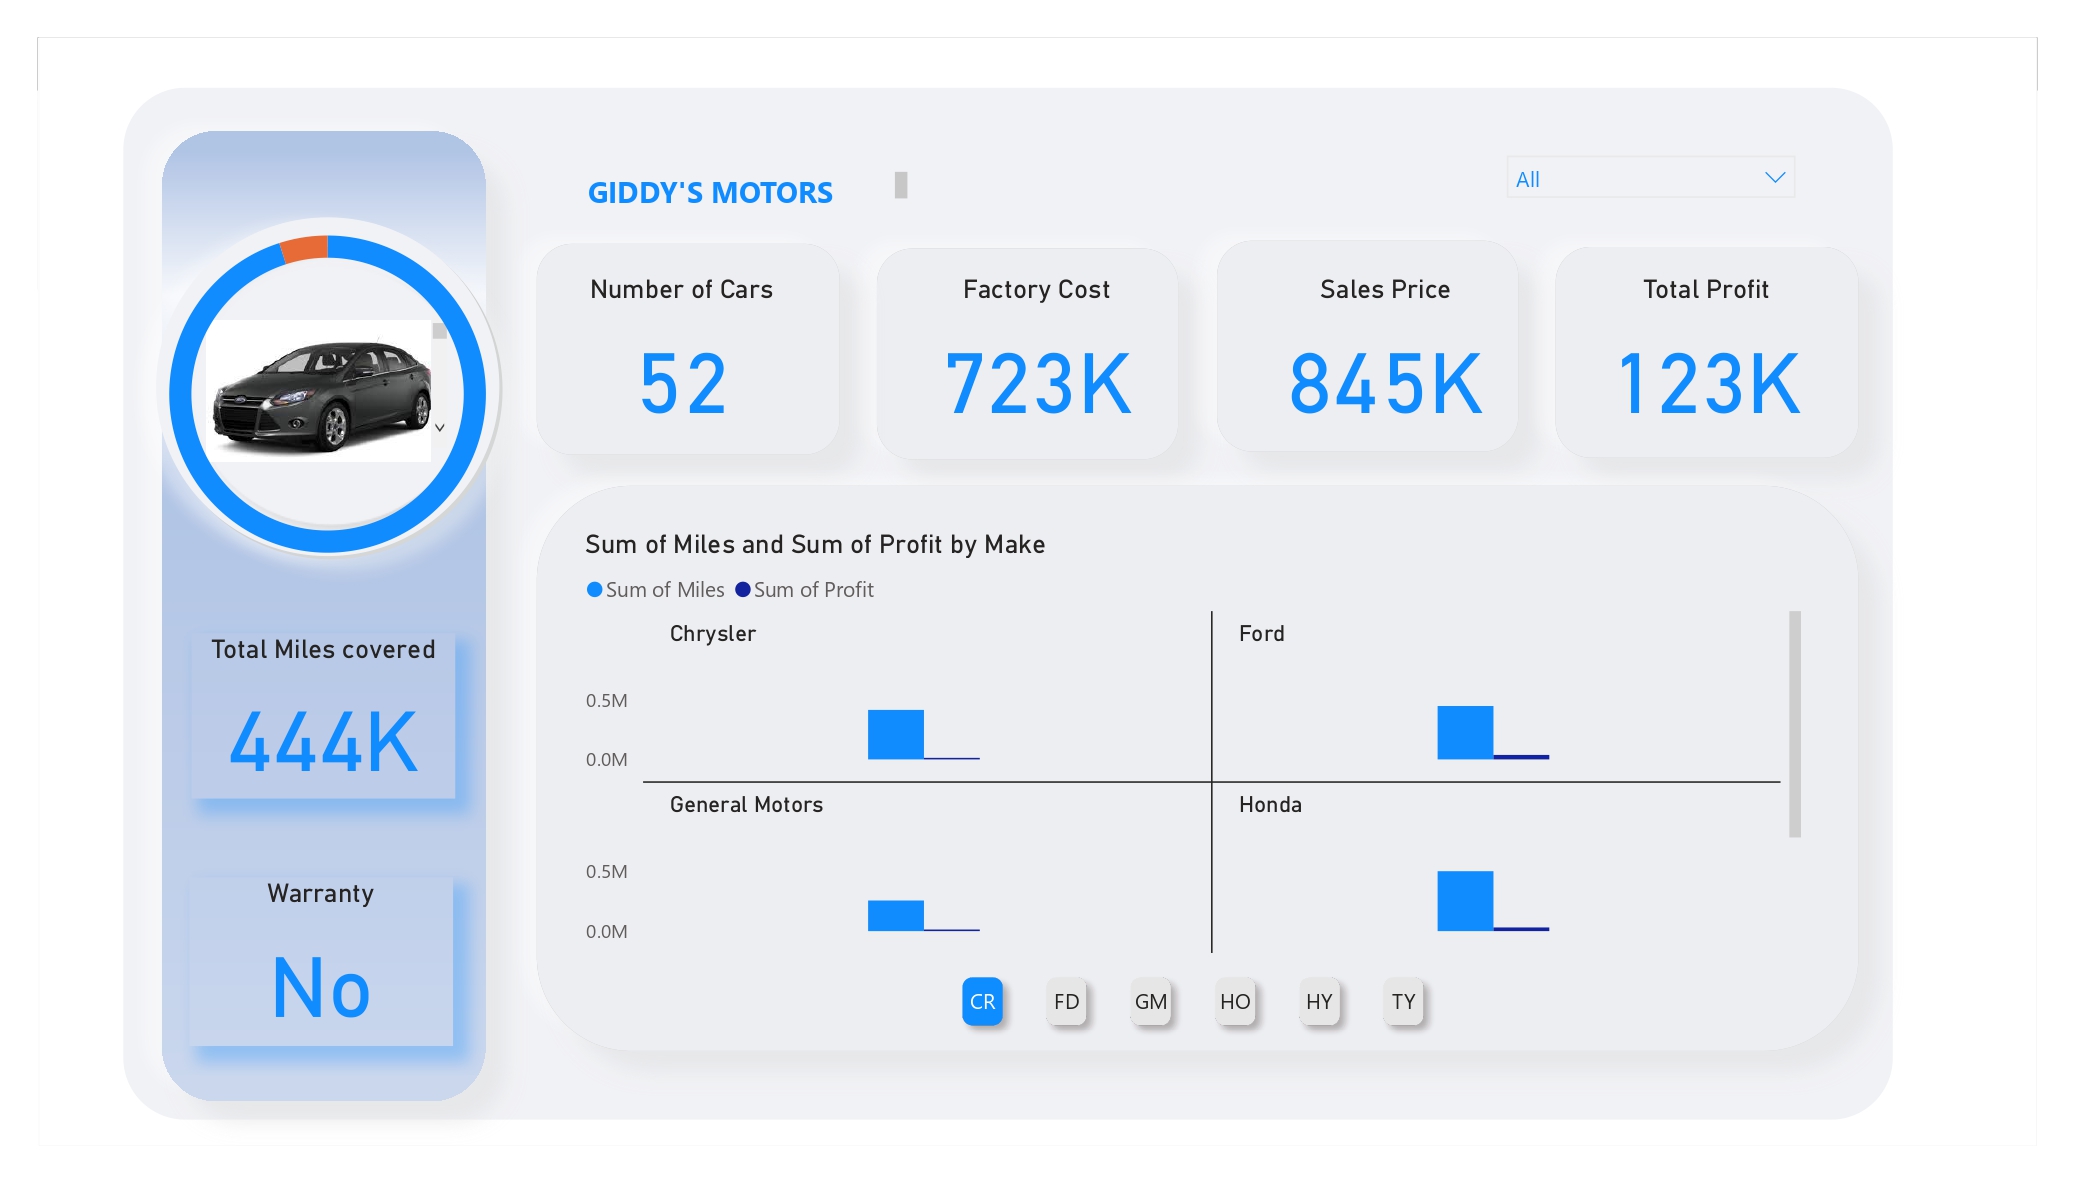 GIDDY'S MOTORS
All
Number of Cars
52
Factory Cost
723K
Sales Price
845K
Total Profit
123K
Total Miles covered
444K
Warranty
No
Sum of Miles and Sum of Profit by Make
Sum of Miles Sum of Profit
Chrysler
Ford
0.5M
0.0M
General Motors
Honda
0.5M
0.0M
CR FD GM HO HY TY